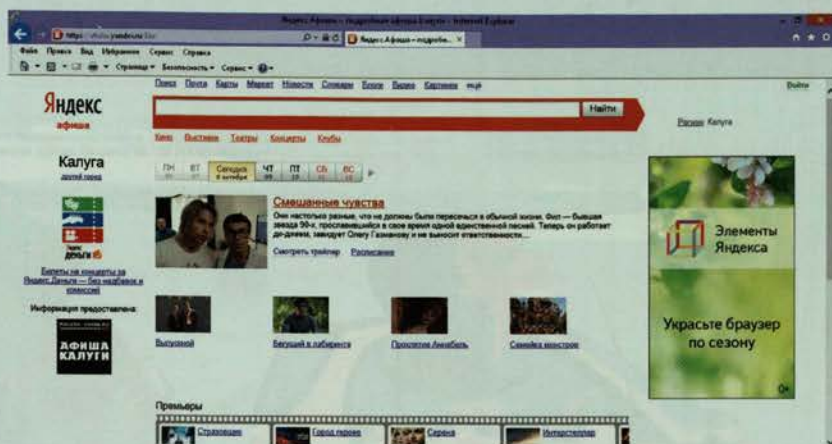 Яндекс.Афиша – подробная афиша Калуги - Internet Explorer
Яндекс.Афиша – подробн...
Файл Правка Вид Избранное Сервис Справка
Страница Безопасность Сервис
Поиск Почта Карты Маркет Новости Словари Блоги Видео Картинки ещё
Войти
Яндекс
афиша
Найти
Регион: Калуга
Кино Выставки Театры Концерты Клубы
Калуга
другой город
ПН ВТ Сегодня ЧТ ПТ СБ ВС
8 октября
Смешанные чувства
Они настолько разные, что не должны были пересечься в обычной жизни. Фил — бывшая
звезда 90-х, прославившийся в свое время одной единственной песней. Теперь он работает
ди-джеем, завидует Олегу Газманову и не выносит ответственности....
Смотреть трейлер Расписание
деньги
Билеты на концерты за
Яндекс.Деньги — без надбавок и
комиссий
Информация предоставлена:
АФИША
КАЛУГИ
Выпускной
Бегущий в лабиринте
Проклятие Аннабель
Семейка монстров
Элементы
Яндекса
Украсьте браузер
по сезону
0+
Премьеры
Страховщик
Город героев
Серена
Интерстеллар